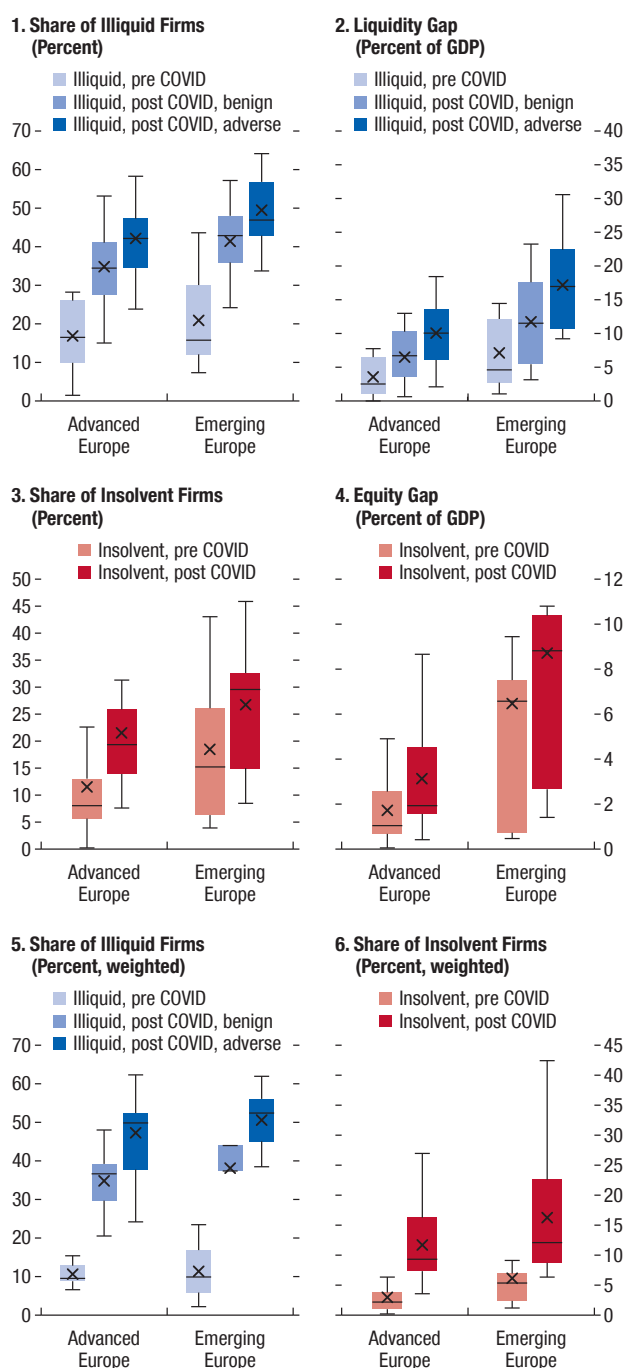 1. Share of Illiquid Firms
(Percent)
Illiquid, pre COVID
Illiquid, post COVID, benign
Illiquid, post COVID, adverse
70
60
50
40
30
20
10
0
Advanced
Europe
Emerging
Europe
2. Liquidity Gap
(Percent of GDP)
Illiquid, pre COVID
Illiquid, post COVID, benign
Illiquid, post COVID, adverse
40
35
30
25
20
15
10
5
0
Advanced
Europe
Emerging
Europe
3. Share of Insolvent Firms
(Percent)
Insolvent, pre COVID
Insolvent, post COVID
50
45
40
35
30
25
20
15
10
5
0
Advanced
Europe
Emerging
Europe
4. Equity Gap
(Percent of GDP)
Insolvent, pre COVID
Insolvent, post COVID
12
10
8
6
4
2
0
Advanced
Europe
Emerging
Europe
5. Share of Illiquid Firms
(Percent, weighted)
Illiquid, pre COVID
Illiquid, post COVID, benign
Illiquid, post COVID, adverse
70
60
50
40
30
20
10
0
Advanced
Europe
Emerging
Europe
6. Share of Insolvent Firms
(Percent, weighted)
Insolvent, pre COVID
Insolvent, post COVID
45
40
35
30
25
20
15
10
5
0
Advanced
Europe
Emerging
Europe